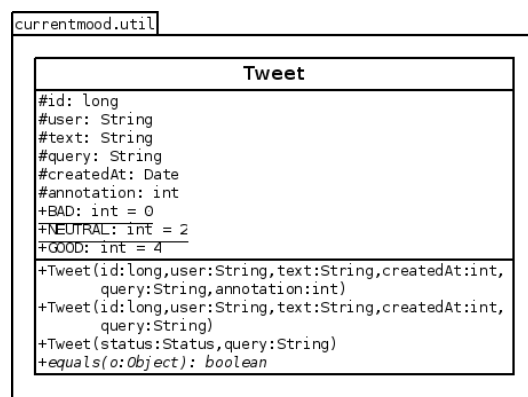 currentmood.util
Tweet
#id: long
#user: String
#text: String
#query: String
#createdAt: Date
#annotation: int
+BAD: int = 0
+NEUTRAL: int = 2
+GOOD: int = 4
+Tweet(id:long,user:String,text:String,createdAt:int,
query:String,annotation:int)
+Tweet(id:long,user:String,text:String,createdAt:int,
query:String)
+Tweet(status:Status,query:String)
+equals(o:Object): boolean